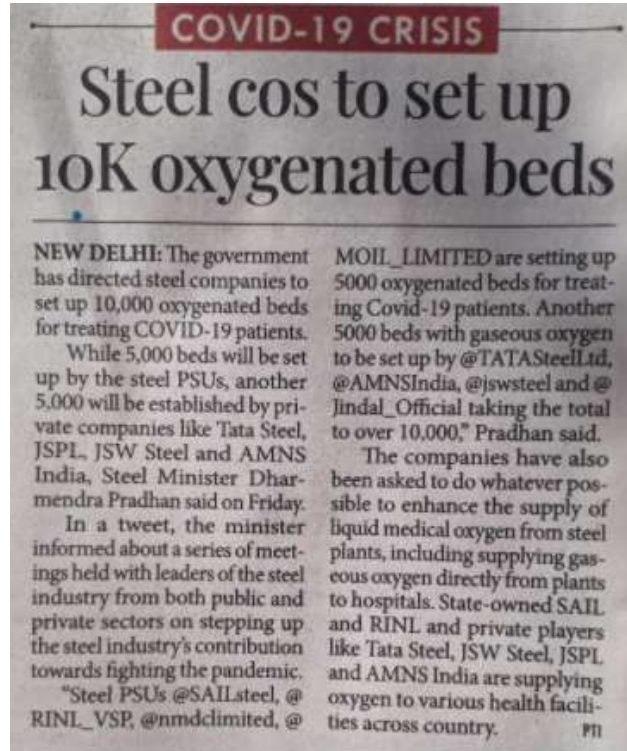 COVID-19 CRISIS
Steel cos to set up
10K oxygenated beds
NEW DELHI: The government
has directed steel companies to
set up 10,000 oxygenated beds
for treating COVID-19 patients.
While 5,000 beds will be set
up by the steel PSUs, another
5,000 will be established by pri-
vate companies like Tata Steel,
JSPL, JSW Steel and AMNS
India, Steel Minister Dhar-
mendra Pradhan said on Friday.
In a tweet, the minister
informed about a series of meet-
ings held with leaders of the steel
industry from both public and
private sectors on stepping up
the steel industry's contribution
towards fighting the pandemic.
"Steel PSUs @SAILsteel, @
RINL_VSP, @nmdclimited, @
MOIL_LIMITED are setting up
5000 oxygenated beds for treat-
ing Covid-19 patients. Another
5000 beds with gaseous oxygen
to be set up by @TATASteelLtd,
@AMNSIndia, @jswsteel and @
Jindal_Official taking the total
to over 10,000," Pradhan said.
The companies have also
been asked to do whatever pos-
sible to enhance the supply of
liquid medical oxygen from steel
plants, including supplying gas-
eous oxygen directly from plants
to hospitals. State-owned SAIL
and RINL and private players
like Tata Steel, JSW Steel, JSPL
and AMNS India are supplying
oxygen to various health facili-
ties across country. PTI